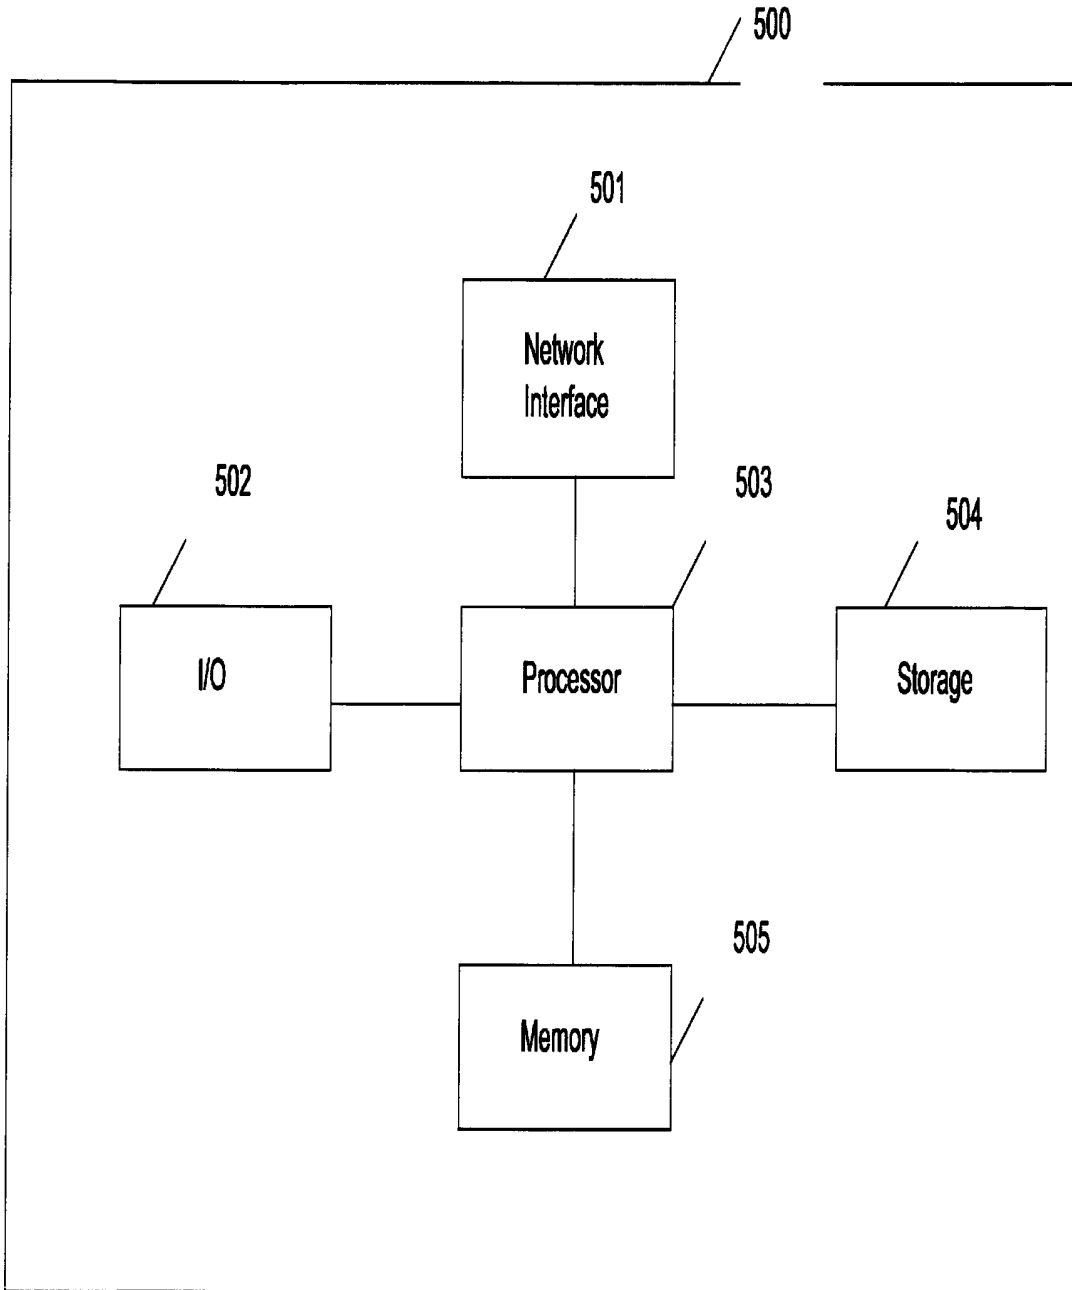 500
501
Network
Interface
502
503
504
I/O
Processor
Storage
505
Memory